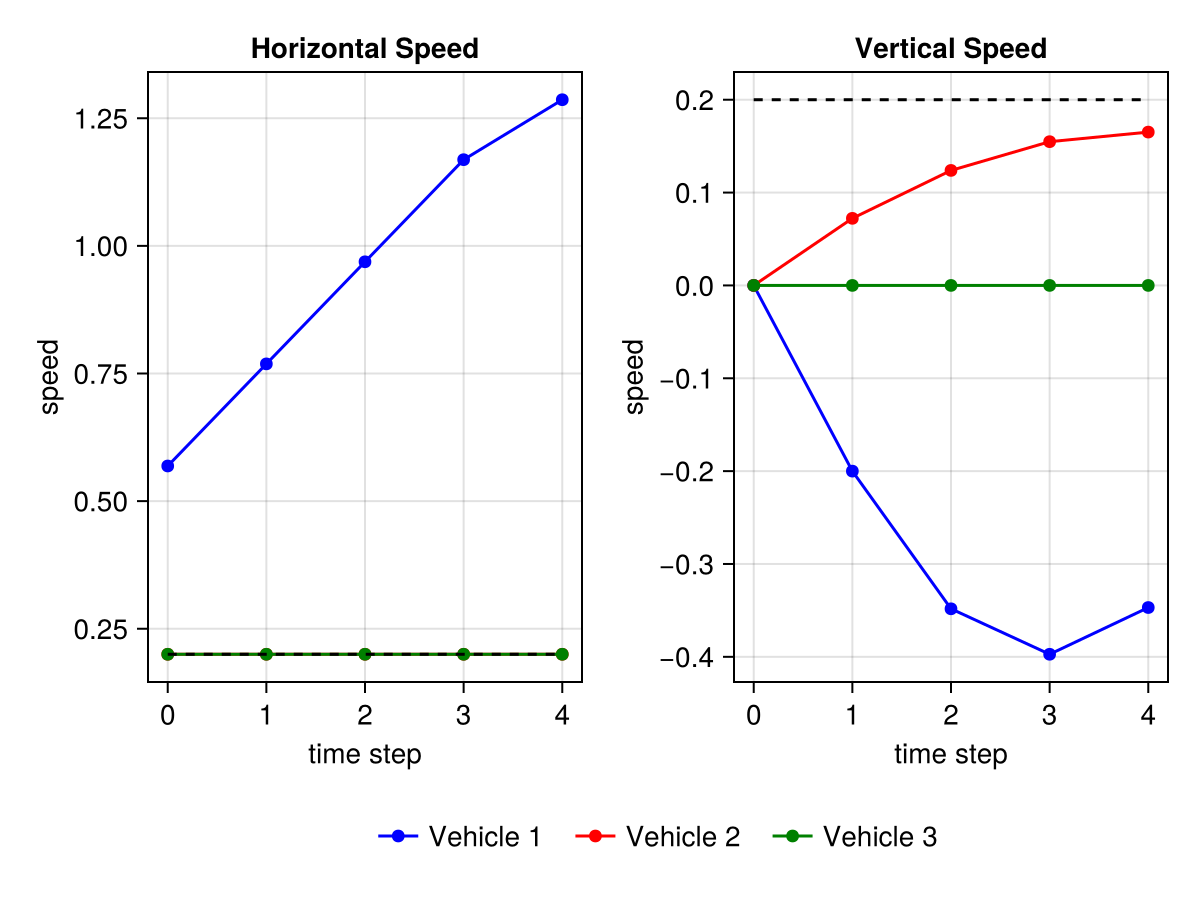 Horizontal Speed
1.25
1.00
0.75
0.50
0.25
speed
0 1 2 3 4
time step
Vertical Speed
0.2
0.1
0.0
−0.1
−0.2
−0.3
−0.4
speed
0 1 2 3 4
time step
Vehicle 1 Vehicle 2 Vehicle 3